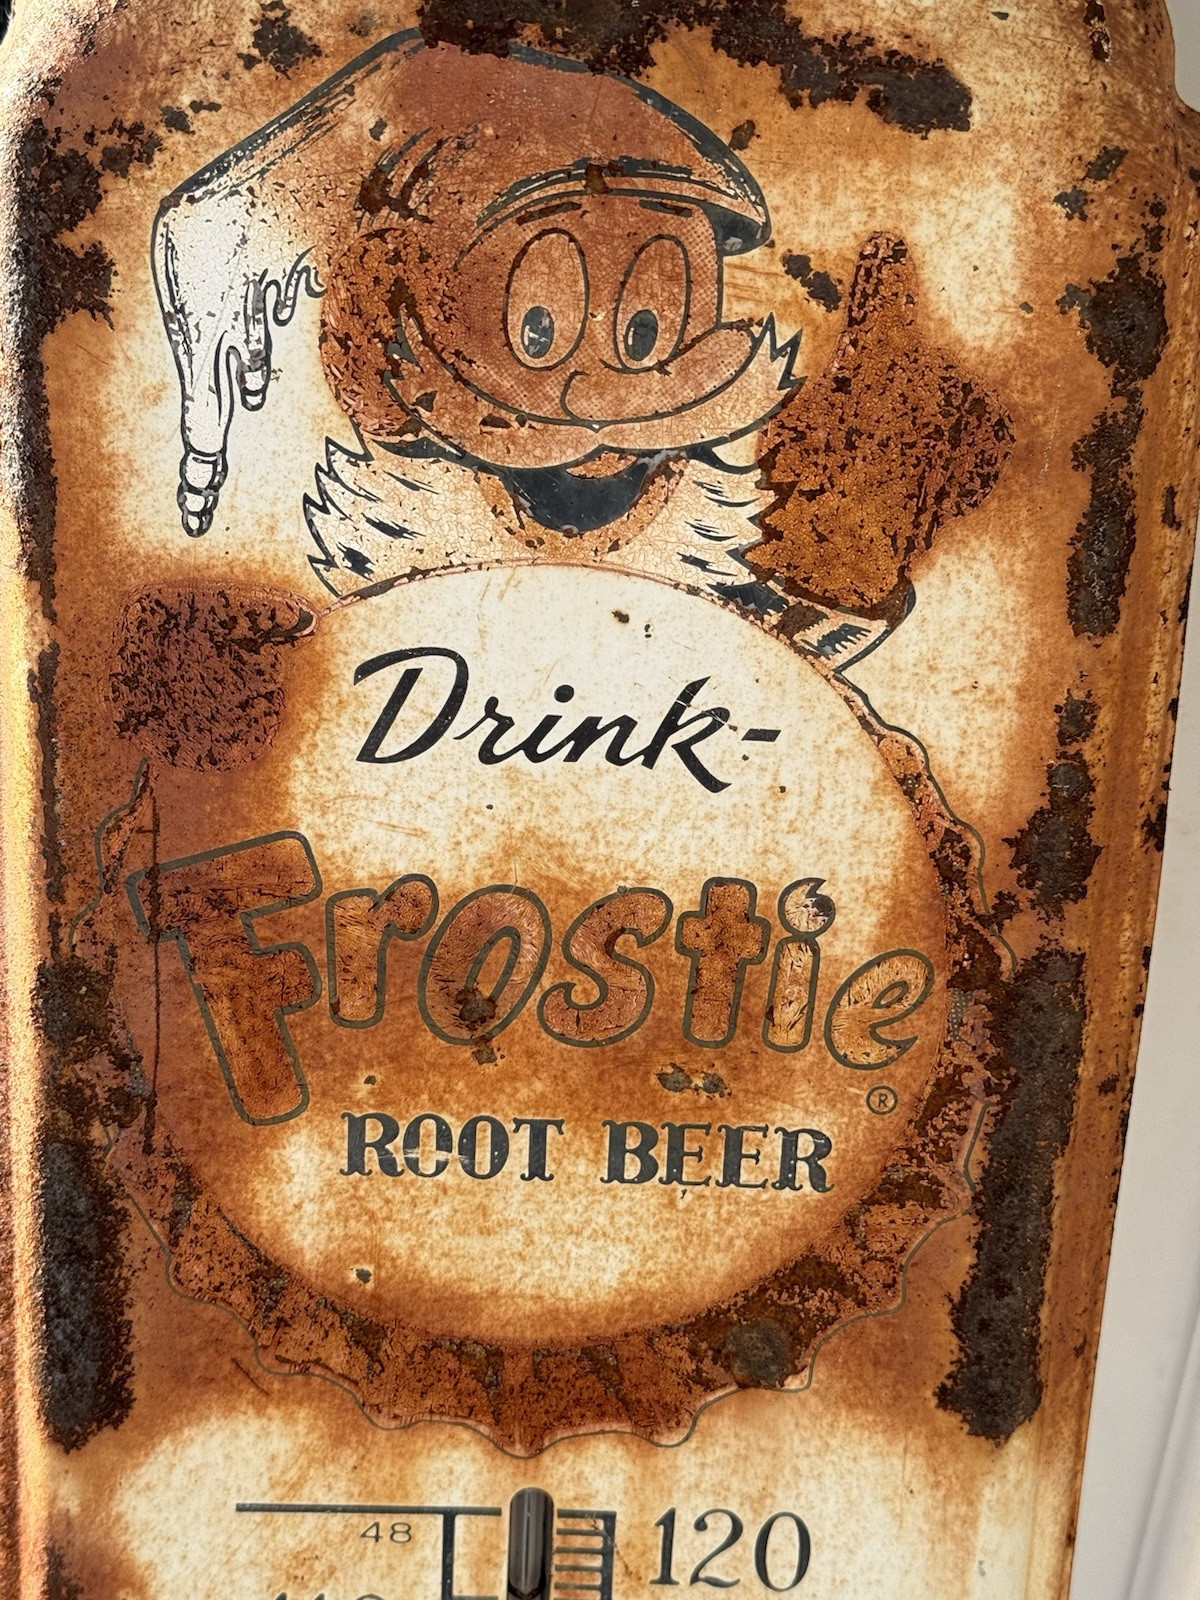 Drink-
Frostie
®
ROOT BEER
48
120